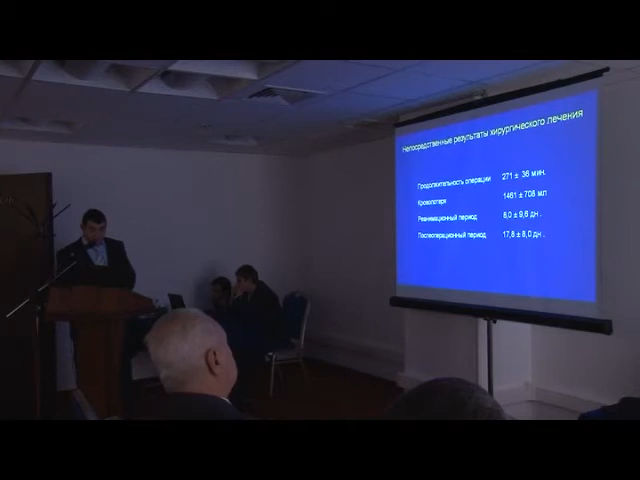 Непосредственные результаты хирургического лечения
Продолжительность операции 271 ± 36 мин.
Кровопотеря 1461 ± 708 мл
Реанимационный период 8,0 ± 9,6 дн.
Послеоперационный период 17,8 ± 8,0 дн.